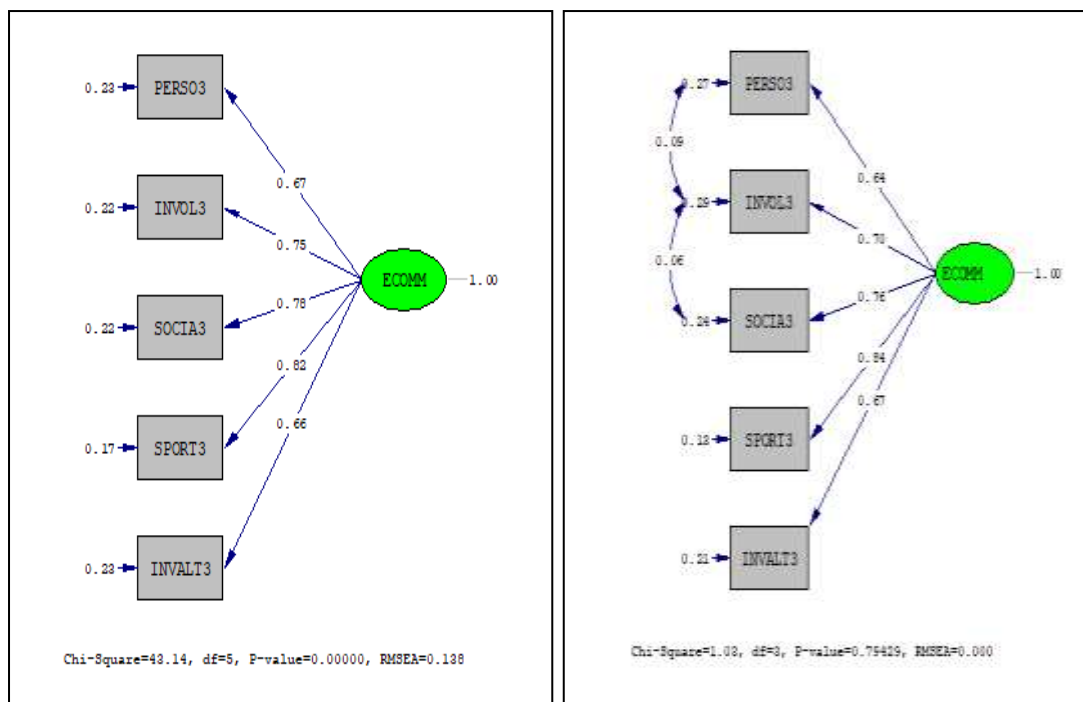 0.23
PERSO3
0.67
0.22
INVOL3
0.75
ECOMM
1.00
0.78
0.22
SOCIA3
0.82
0.66
0.17
SPORT3
0.23
INVALT3
Chi-Square=43.14, df=5, P-value=0.00000, RMSEA=0.138
0.27
PERSO3
0.09
0.64
0.29
INVOL3
0.70
0.06
ECOMM
1.00
0.76
0.24
SOCIA3
0.84
0.67
0.13
SPORT3
0.21
INVALT3
Chi-Square=1.03, df=3, P-value=0.79429, RMSEA=0.000